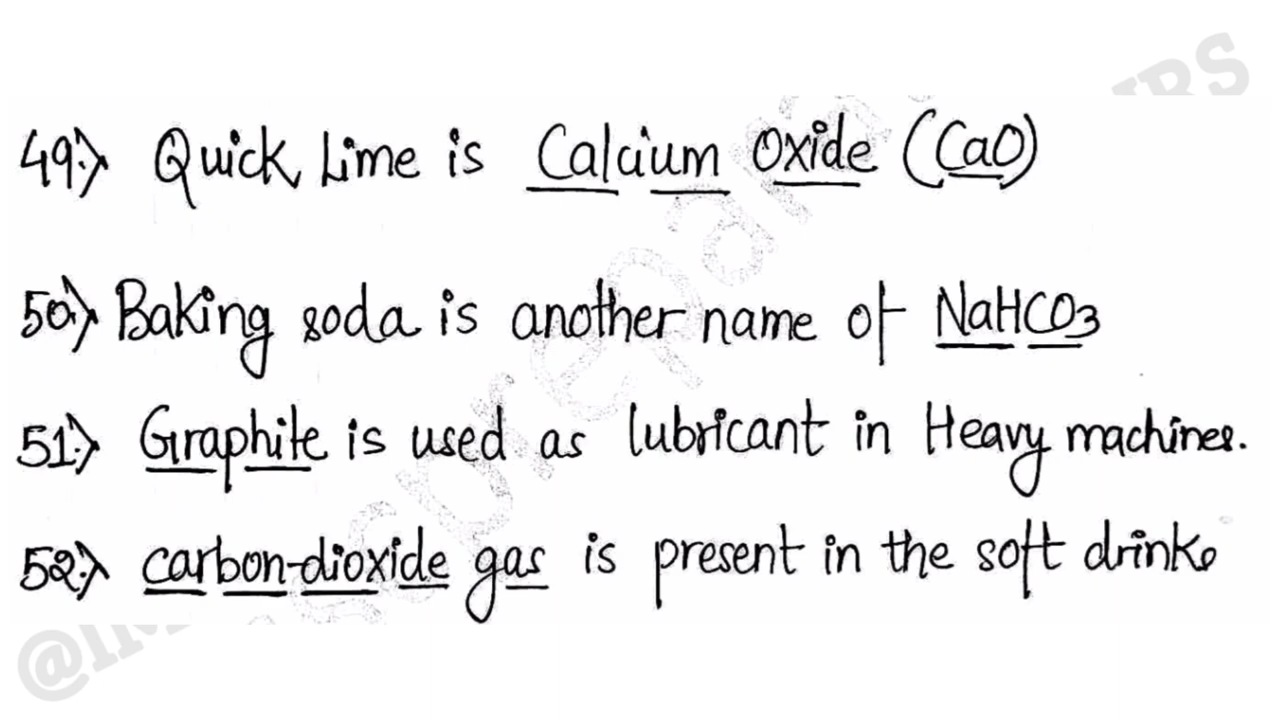 49:> Quick Lime is Calcium Oxide (CaO)
50:> Baking soda is another name of NaHCO3
51:> Graphite is used as lubricant in Heavy machines.
52:> carbon-dioxide gas is present in the soft drinks